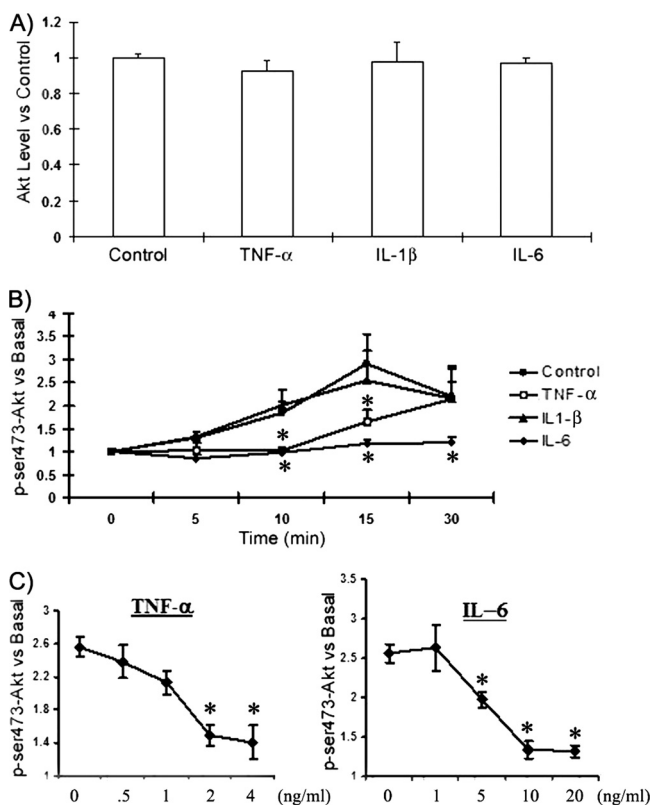 A)
Akt Level vs Control
1.2
1
0.8
0.6
0.4
0.2
0
Control TNF-α IL-1β IL-6
B)
p-ser473-Akt vs Basal
4
3.5
3
2.5
2
1.5
1
0.5
0
* *
* * *
0 5 10 15 30
Time (min)
Control
TNF-α
IL1-β
IL-6
C)
TNF-α
p-ser473-Akt vs Basal
3
2.6
2.2
1.8
1.4
1
* *
0 .5 1 2 4 (ng/ml)
IL-6
p-ser473-Akt vs Basal
3.5
3
2.5
2
1.5
1
* * *
0 1 5 10 20 (ng/ml)